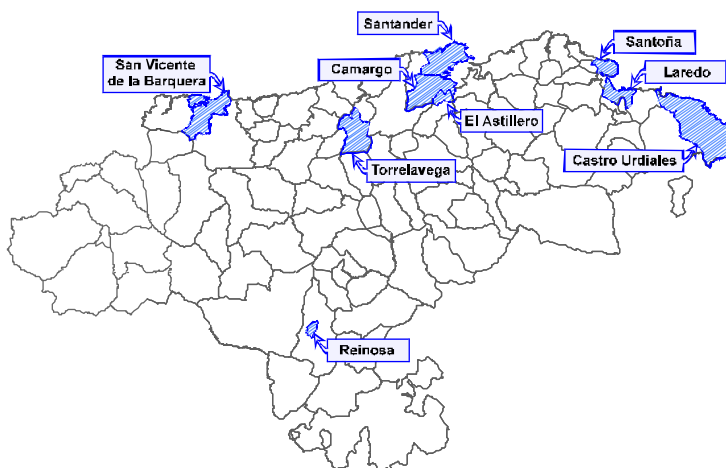 Santander
Santoña
San Vicente
de la Barquera
Camargo
Laredo
El Astillero
Castro Urdiales
Torrelavega
Reinosa